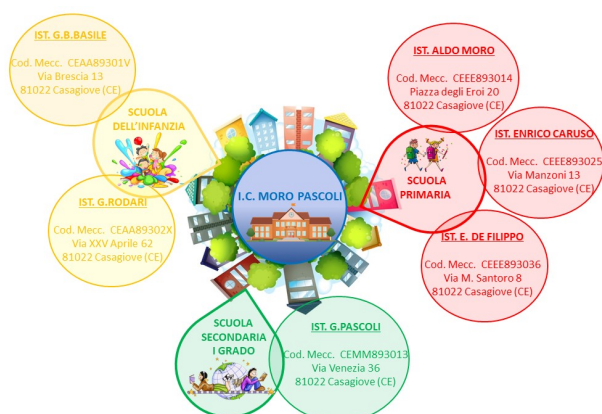 IST. G.B.BASILE
Cod. Mecc. CEAA89301V
Via Brescia 13
81022 Casagiove (CE)
SCUOLA
DELL'INFANZIA
IST. G.RODARI
Cod. Mecc. CEAA89302X
Via XXV Aprile 62
81022 Casagiove (CE)
I.C. MORO PASCOLI
IST. ALDO MORO
Cod. Mecc. CEEE893014
Piazza degli Eroi 20
81022 Casagiove (CE)
SCUOLA
PRIMARIA
IST. ENRICO CARUSO
Cod. Mecc. CEEE893025
Via Manzoni 13
81022 Casagiove (CE)
IST. E. DE FILIPPO
Cod. Mecc. CEEE893036
Via M. Santoro 8
81022 Casagiove (CE)
SCUOLA
SECONDARIA
I GRADO
IST. G.PASCOLI
Cod. Mecc. CEMM893013
Via Venezia 36
81022 Casagiove (CE)